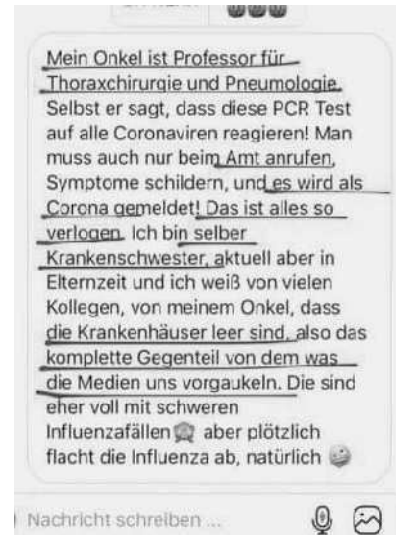 Mein Onkel ist Professor für
Thoraxchirurgie und Pneumologie.
Selbst er sagt, dass diese PCR Test
auf alle Coronaviren reagieren! Man
muss auch nur beim Amt anrufen,
Symptome schildern, und es wird als
Corona gemeldet! Das ist alles so
verlogen. Ich bin selber
Krankenschwester, aktuell aber in
Elternzeit und ich weiß von vielen
Kollegen, von meinem Onkel, dass
die Krankenhäuser leer sind, also das
komplette Gegenteil von dem was
die Medien uns vorgaukeln. Die sind
eher voll mit schweren
Influenzafällen🙈 aber plötzlich
flacht die Influenza ab, natürlich 🤪
Nachricht schreiben ...